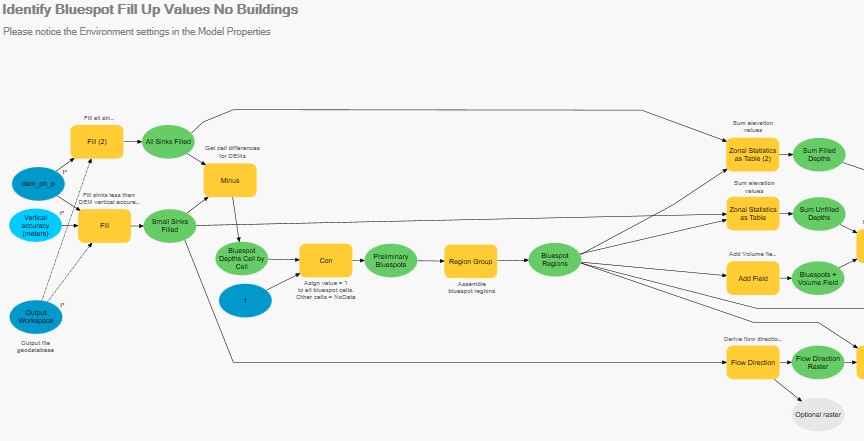 Identify Bluespot Fill Up Values No Buildings
Please notice the Environment settings in the Model Properties
Fill all sin...
Fill (2)
All Sinks Filled
Get cell differences
for DEMs
Minus
dem_ph_p
P
Fill sinks less than
DEM vertical accura...
Vertical
accuracy
(meters)
P
Fill
Small Sinks
Filled
Output
Workspace
P
Output file
geodatabase
Bluespot
Depths Cell by
Cell
1
Con
Asign value = 1
to all bluespot cells.
Other cells = NoData
Preliminary
Bluespots
Region Group
Assemble
bluespot regions
Bluespot
Regions
Sum elevation
values
Zonal Statistics
as Table (2)
Sum Filled
Depths
Sum elevation
values
Zonal Statistics
as Table
Sum Unfilled
Depths
Add Volume fie...
Add Field
Bluespots +
Volume Field
Derive flow directio...
Flow Direction
Flow Direction
Raster
Optional raster